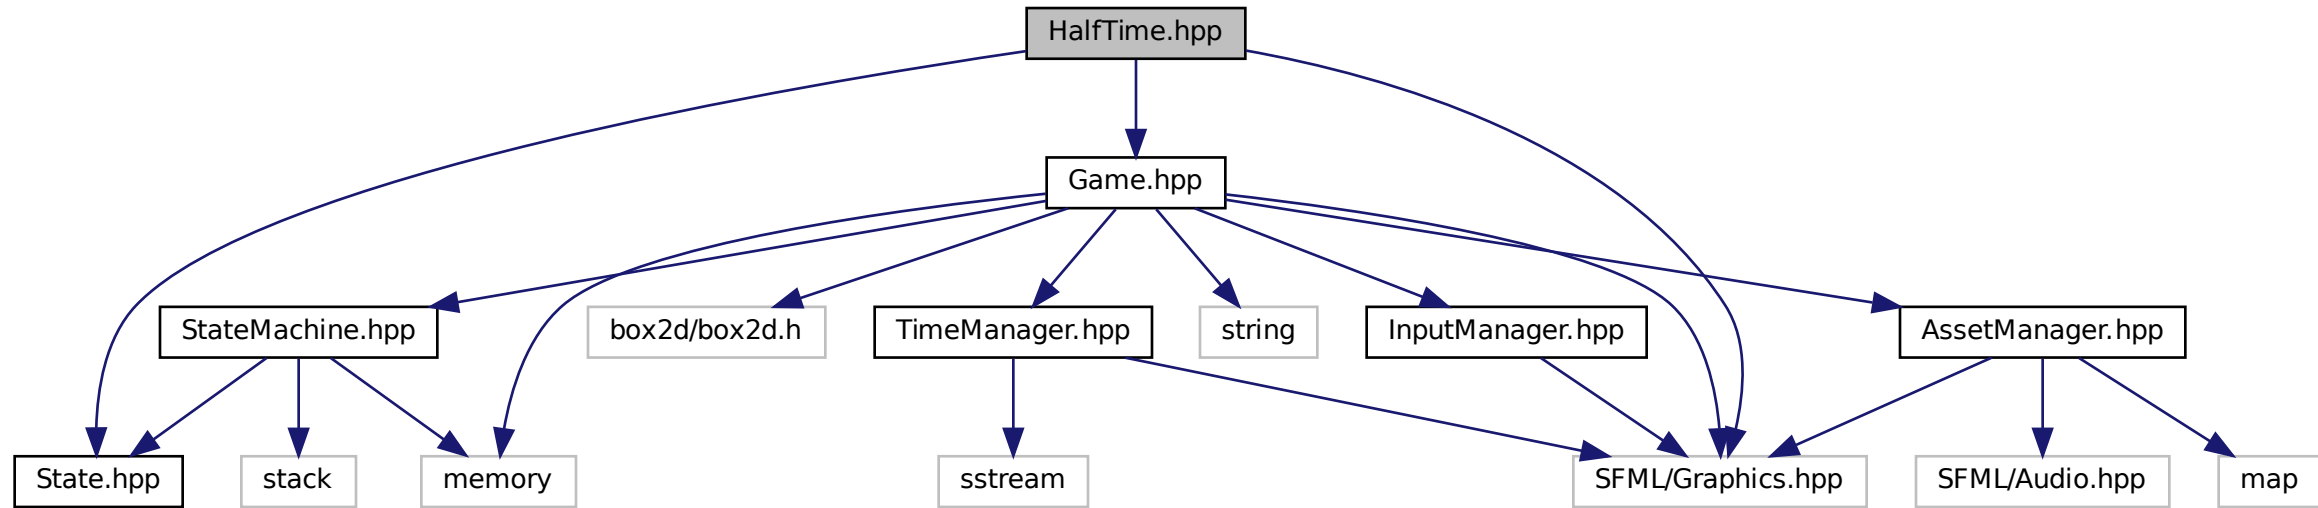 HalfTime.hpp
Game.hpp
StateMachine.hpp
box2d/box2d.h
TimeManager.hpp
string
InputManager.hpp
AssetManager.hpp
State.hpp
stack
memory
sstream
SFML/Graphics.hpp
SFML/Audio.hpp
map